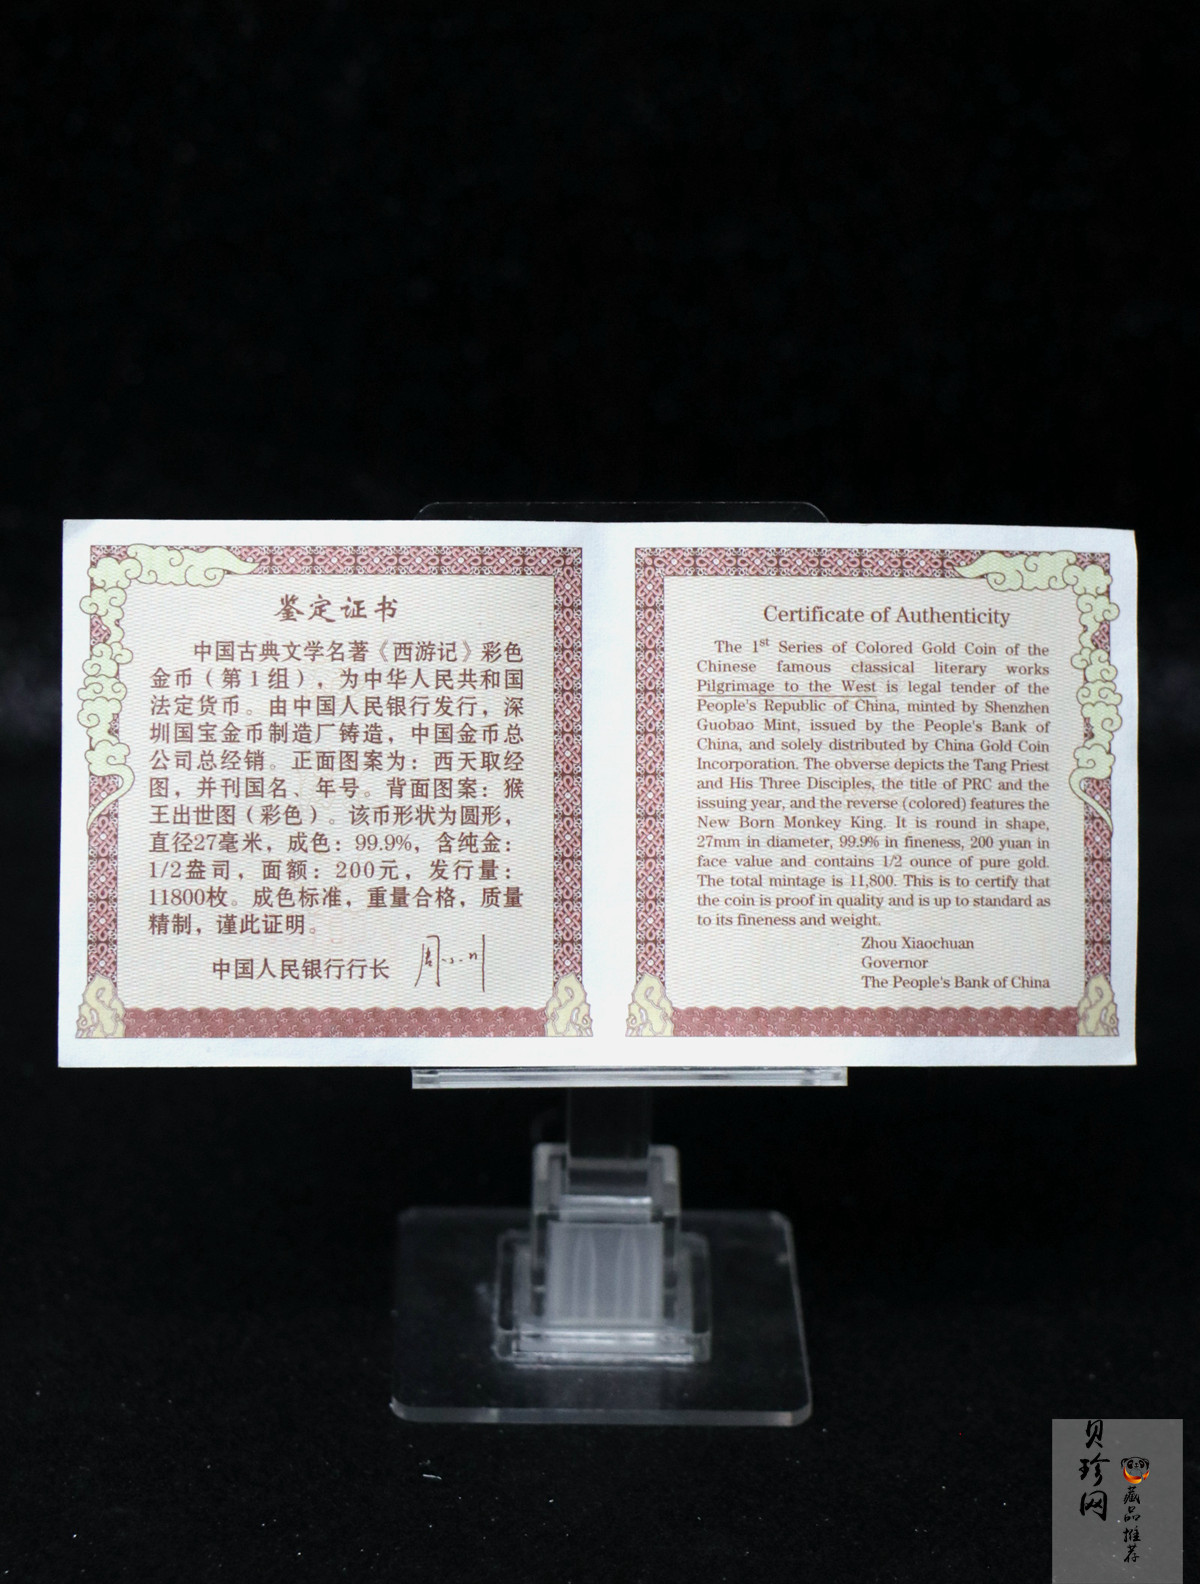 鉴定证书
中国古典文学名著《西游记》彩色
金币（第1组），为中华人民共和国
法定货币。由中国人民银行发行，深
圳国宝金币制造厂铸造，中国金币总
公司总经销。正面图案为：西天取经
图，并刊国名、年号。背面图案：猴
王出世图（彩色）。该币形状为圆形，
直径27毫米，成色：99.9%，含纯金：
1/2盎司，面额：200元，发行量：
11800枚。成色标准，重量合格，质量
精制，谨此证明。
中国人民银行行长 周小川
Certificate of Authenticity
The 1st Series of Colored Gold Coin of the
Chinese famous classical literary works
Pilgrimage to the West is legal tender of the
People's Republic of China, minted by Shenzhen
Guobao Mint, issued by the People's Bank of
China, and solely distributed by China Gold Coin
Incorporation. The obverse depicts the Tang Priest
and His Three Disciples, the title of PRC and the
issuing year, and the reverse (colored) features the
New Born Monkey King. It is round in shape,
27mm in diameter, 99.9% in fineness, 200 yuan in
face value and contains 1/2 ounce of pure gold.
The total mintage is 11,800. This is to certify that
the coin is proof in quality and is up to standard as
to its fineness and weight.
Zhou Xiaochuan
Governor
The People's Bank of China
贝珍网
藏品推荐